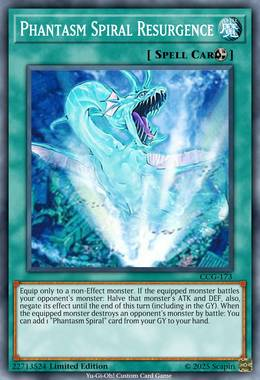 PHANTASM SPIRAL RESURGENCE
[ SPELL CARD ]
CCG-173
Equip only to a non-Effect monster. If the equipped monster battles
your opponent's monster: Halve that monster's ATK and DEF, also,
negate its effect until the end of this turn (including in the GY). When
the equipped monster destroys an opponent's monster by battle: You
can add 1 "Phantasm Spiral" card from your GY to your hand.
22713524 Limited Edition © 2025 Scapin
Yu-Gi-Oh! Custom Card Game